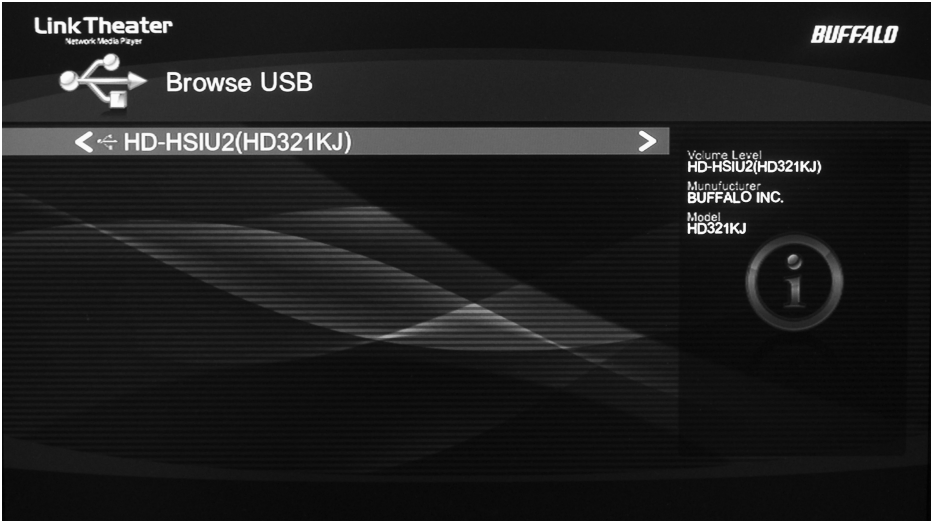 LinkTheater
Network Media Player
BUFFALO
Browse USB
HD-HSIU2(HD321KJ)
Volume Level
HD-HSIU2(HD321KJ)
Munufucturer
BUFFALO INC.
Model
HD321KJ